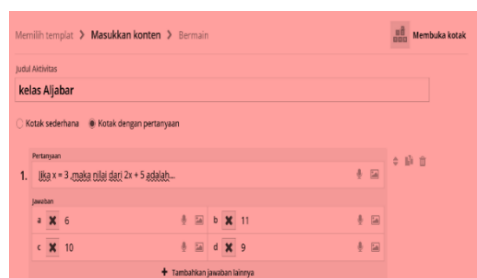 Memilih templat > Masukkan konten > Bermain
Membuka kotak
Judul Aktivitas
kelas Aljabar
Kotak sederhana Kotak dengan pertanyaan
Pertanyaan
1. Jika x = 3 ,maka nilai dari 2x + 5 adalah...
Jawaban
a 6 b 11
c 10 d 9
+ Tambahkan jawaban lainnya